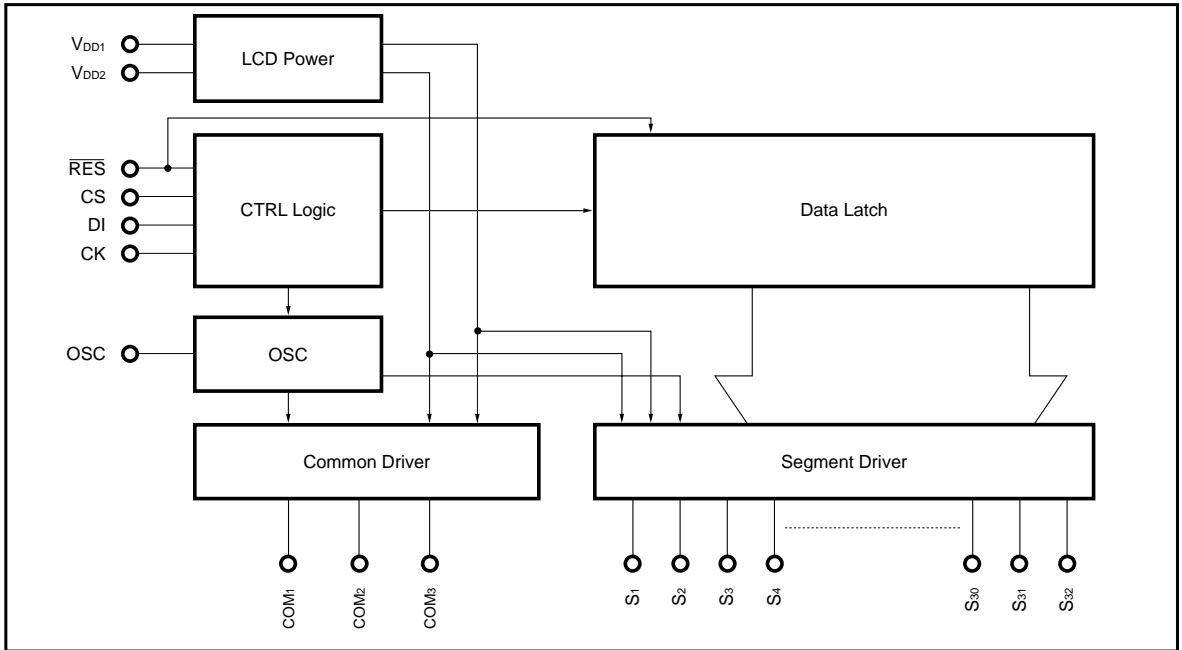 VDD1
VDD2
LCD Power
RES
CS
DI
CK
CTRL Logic
Data Latch
OSC
OSC
Common Driver
Segment Driver
COM1
COM2
COM3
S1
S2
S3
S4
S30
S31
S32